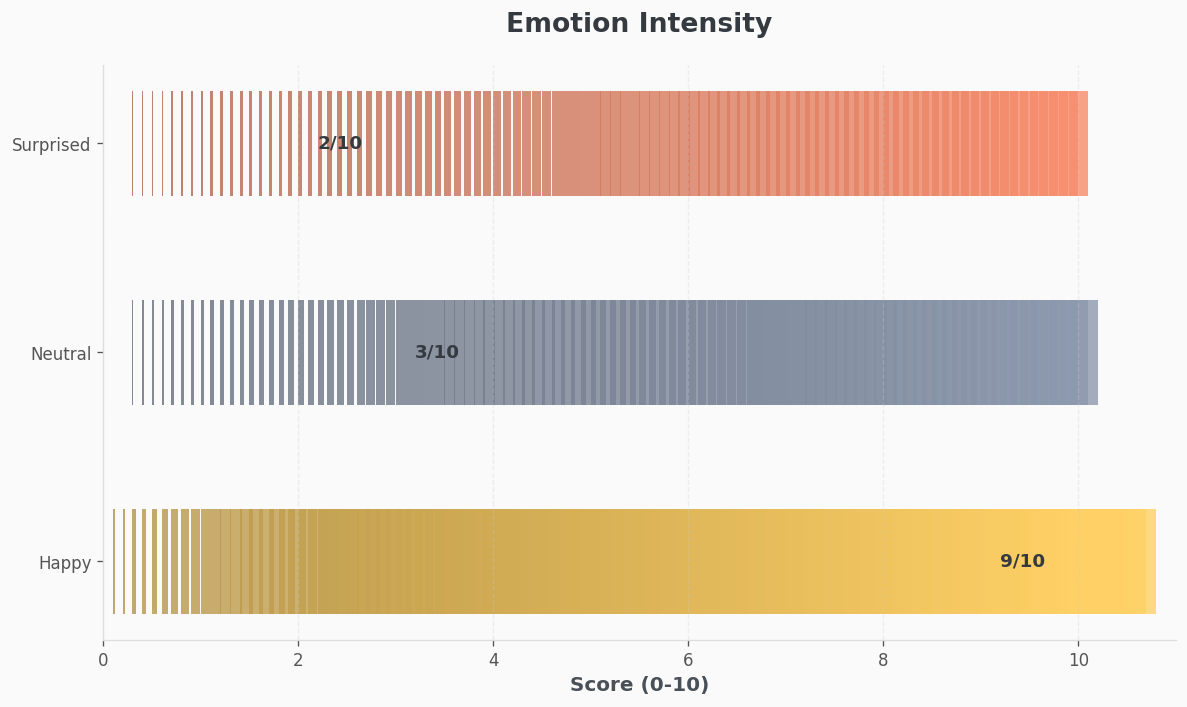 Emotion Intensity
Surprised
2/10
Neutral
3/10
Happy
9/10
0 2 4 6 8 10
Score (0-10)